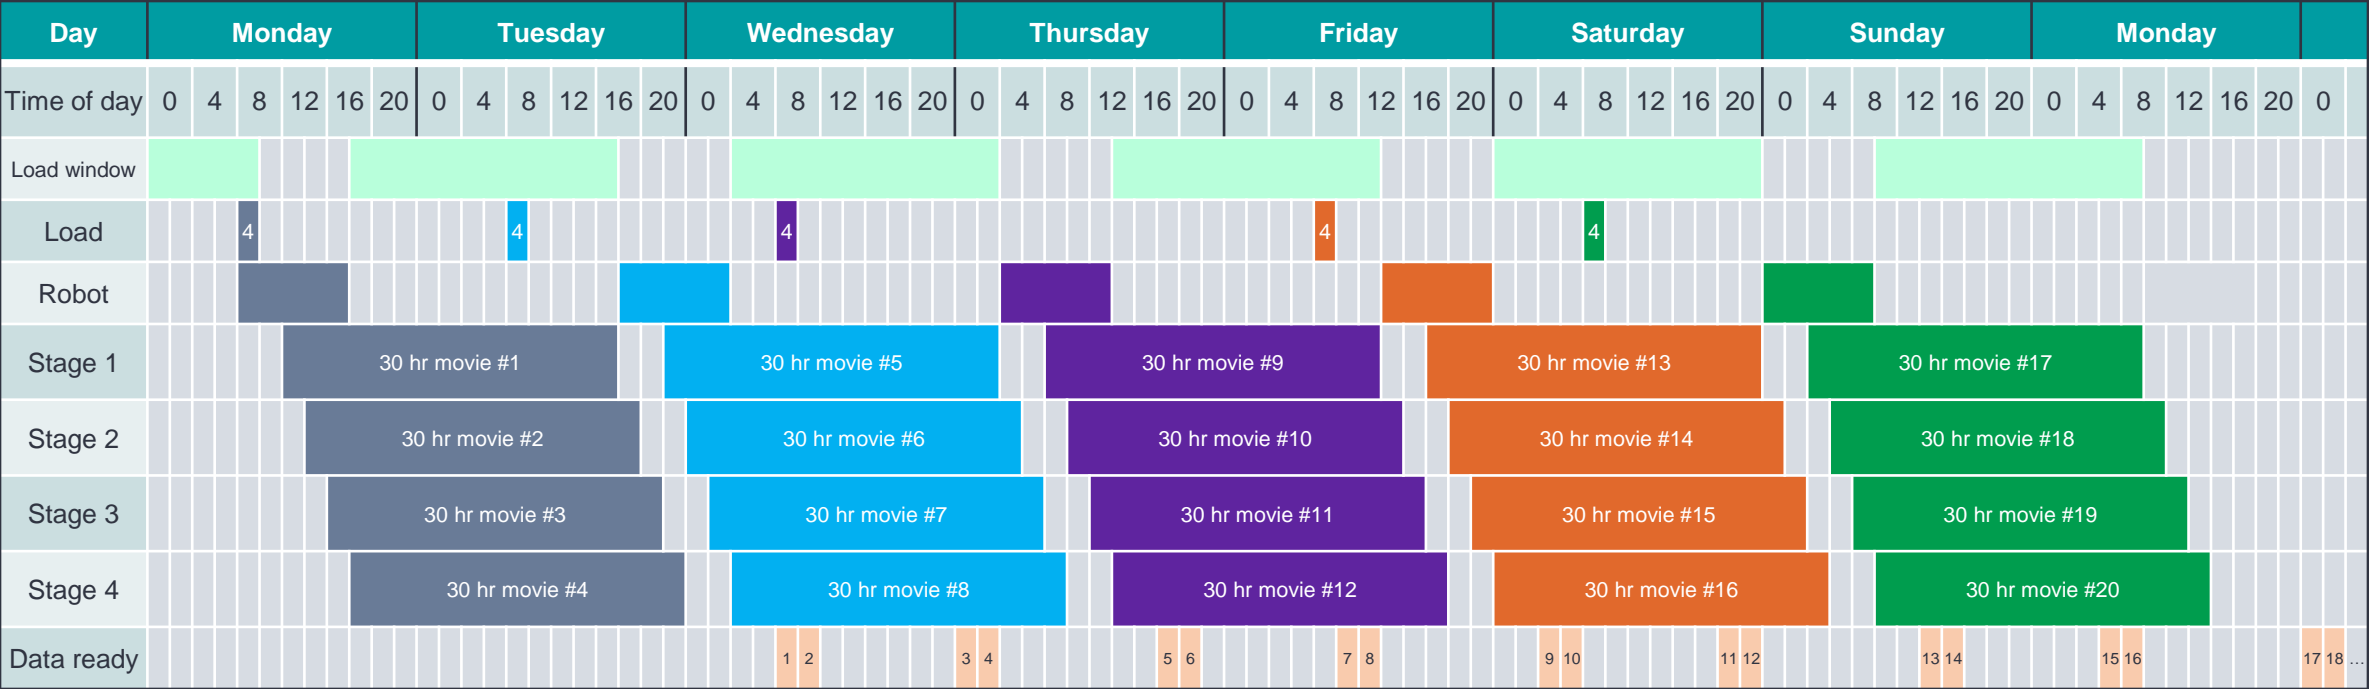 Day Monday Tuesday Wednesday Thursday Friday Saturday Sunday Monday
Time of day 0 4 8 12 16 20 0 4 8 12 16 20 0 4 8 12 16 20 0 4 8 12 16 20 0 4 8 12 16 20 0 4 8 12 16 20 0 4 8 12 16 20 0 4 8 12 16 20 0
Load window
Load 4 4 4 4 4
Robot
Stage 1 30 hr movie #1 30 hr movie #5 30 hr movie #9 30 hr movie #13 30 hr movie #17
Stage 2 30 hr movie #2 30 hr movie #6 30 hr movie #10 30 hr movie #14 30 hr movie #18
Stage 3 30 hr movie #3 30 hr movie #7 30 hr movie #11 30 hr movie #15 30 hr movie #19
Stage 4 30 hr movie #4 30 hr movie #8 30 hr movie #12 30 hr movie #16 30 hr movie #20
Data ready 1 2 3 4 5 6 7 8 9 10 11 12 13 14 15 16 17 18 ...